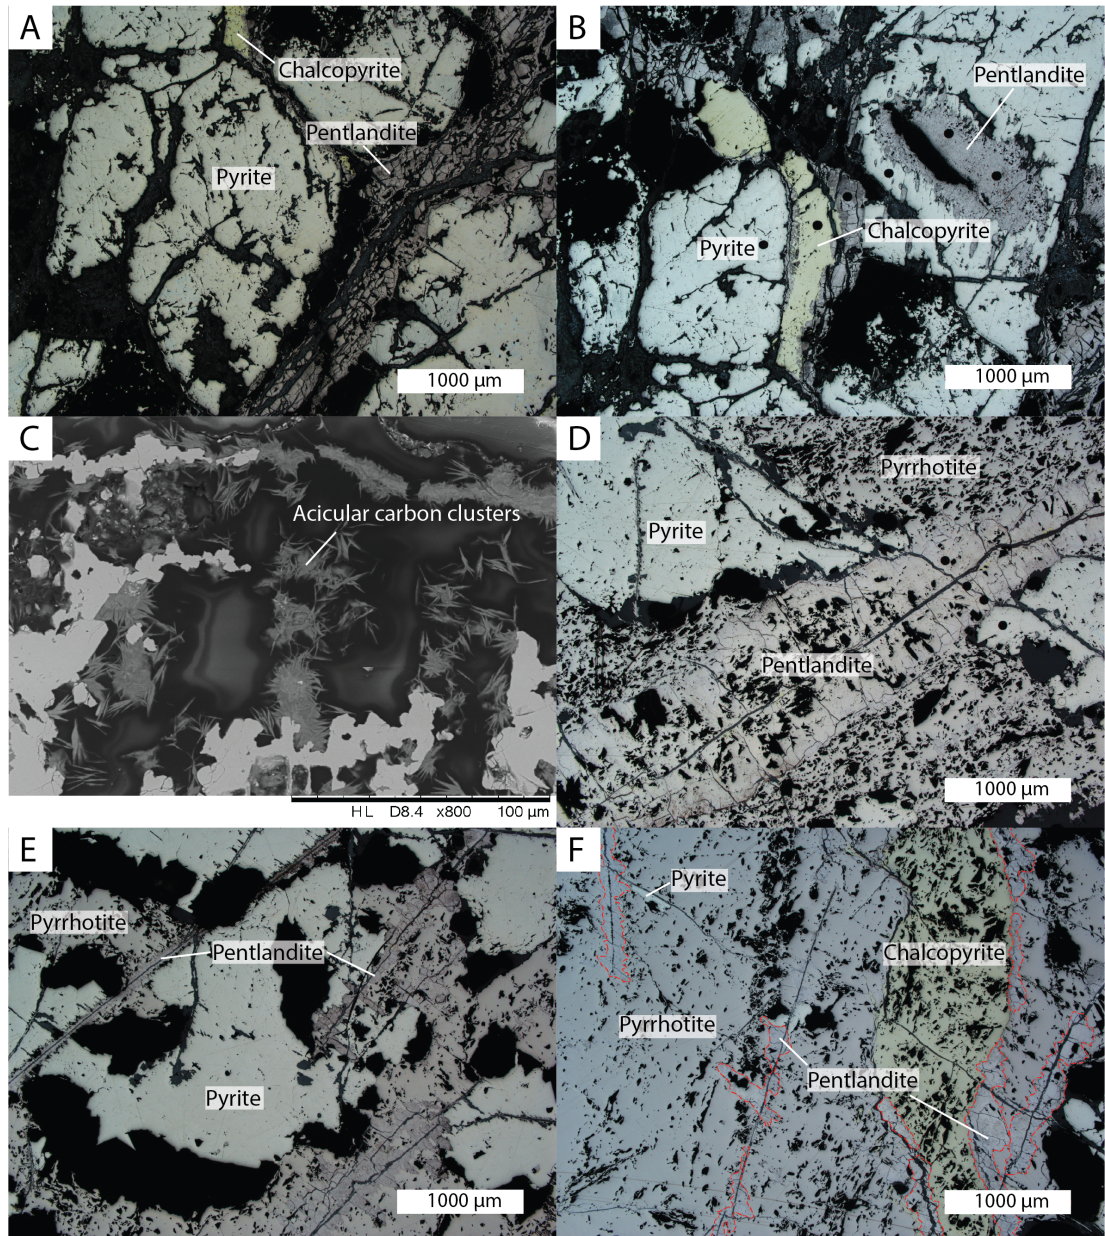 A
Chalcopyrite
Pentlandite
Pyrite
1000 µm
B
Pentlandite
Chalcopyrite
Pyrite
1000 µm
C
Acicular carbon clusters
HL D8.4 x800 100 µm
D
Pyrrhotite
Pyrite
Pentlandite
1000 µm
E
Pyrrhotite
Pentlandite
Pyrite
1000 µm
F
Pyrite
Chalcopyrite
Pyrrhotite
Pentlandite
1000 µm